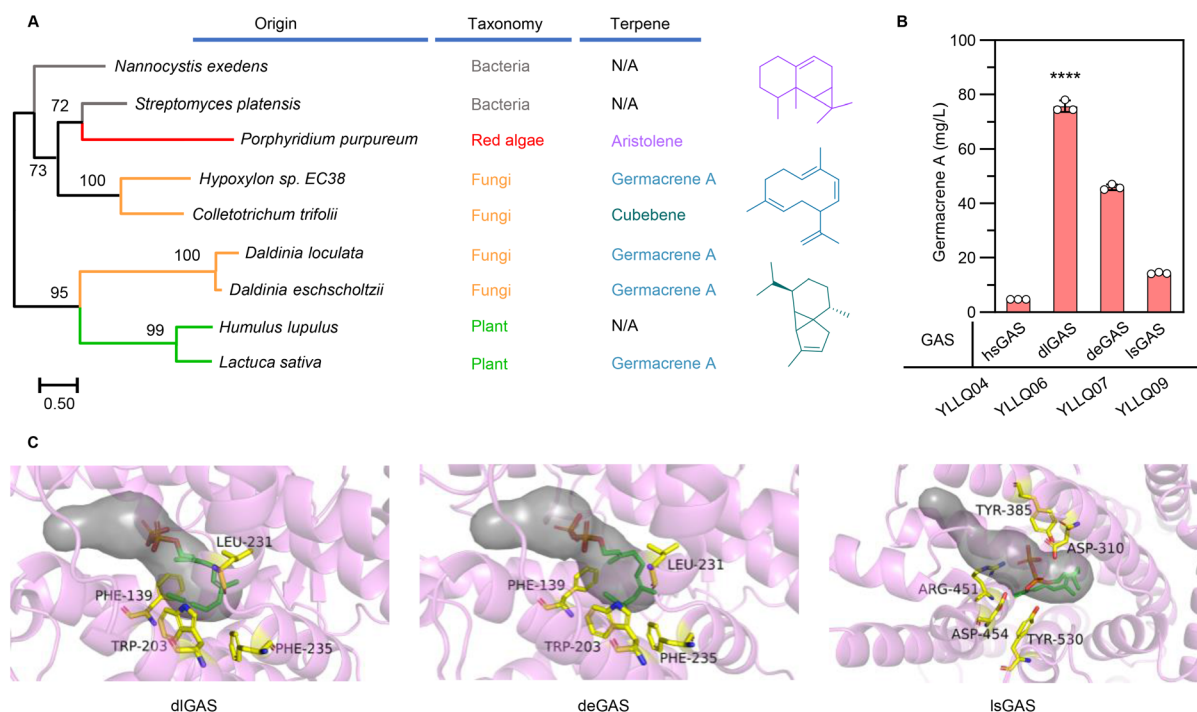 A
Origin
Taxonomy
Terpene
Nannocystis exedens
Bacteria
N/A
72
Streptomyces platensis
Bacteria
N/A
Porphyridium purpureum
Red algae
Aristolene
73
100
Hypoxylon sp. EC38
Fungi
Germacrene A
Colletotrichum trifolii
Fungi
Cubebene
100
Daldinia loculata
Fungi
Germacrene A
95
Daldinia eschscholtzii
Fungi
Germacrene A
99
Humulus lupulus
Plant
N/A
Lactuca sativa
Plant
Germacrene A
0.50
B
Germacrene A (mg/L)
100
80
60
40
20
0
****
GAS
hsGAS
dlGAS
deGAS
lsGAS
YLLQ04
YLLQ06
YLLQ07
YLLQ09
C
LEU-231
PHE-139
TRP-203
PHE-235
dlGAS
LEU-231
PHE-139
TRP-203
PHE-235
deGAS
TYR-385
ASP-310
ARG-451
ASP-454
TYR-530
lsGAS